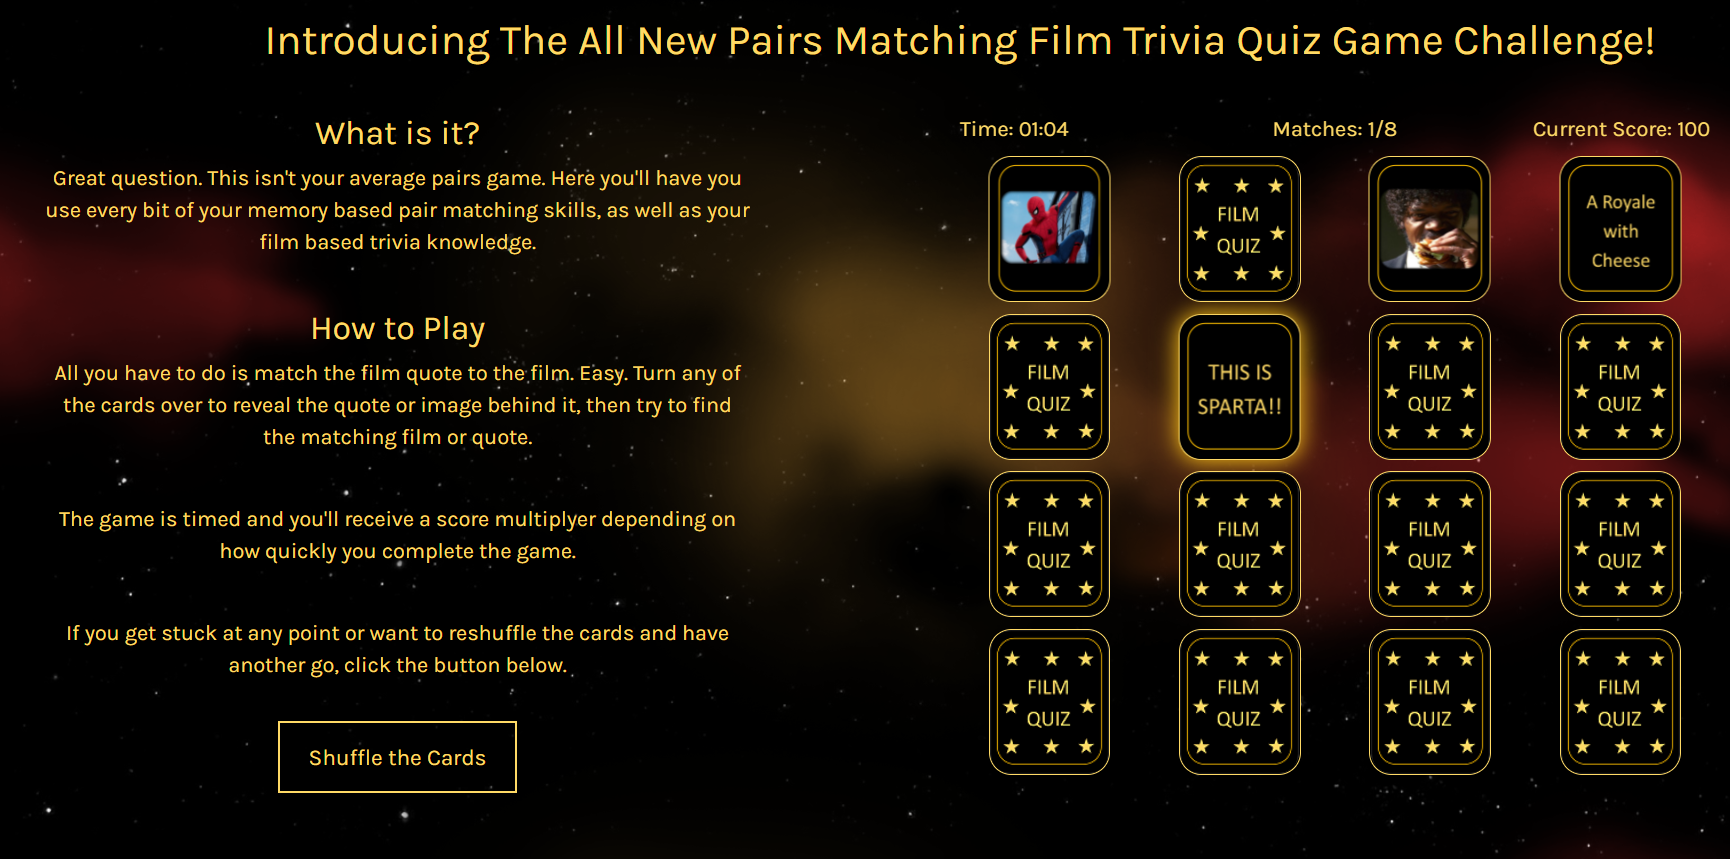 Introducing The All New Pairs Matching Film Trivia Quiz Game Challenge!
What is it?
Great question. This isn't your average pairs game. Here you'll have you
use every bit of your memory based pair matching skills, as well as your
film based trivia knowledge.
How to Play
All you have to do is match the film quote to the film. Easy. Turn any of
the cards over to reveal the quote or image behind it, then try to find
the matching film or quote.
The game is timed and you'll receive a score multiplyer depending on
how quickly you complete the game.
If you get stuck at any point or want to reshuffle the cards and have
another go, click the button below.
Shuffle the Cards
Time: 01:04
Matches: 1/8
Current Score: 100
FILM
QUIZ
A Royale
with
Cheese
FILM
QUIZ
THIS IS
SPARTA!!
FILM
QUIZ
FILM
QUIZ
FILM
QUIZ
FILM
QUIZ
FILM
QUIZ
FILM
QUIZ
FILM
QUIZ
FILM
QUIZ
FILM
QUIZ
FILM
QUIZ